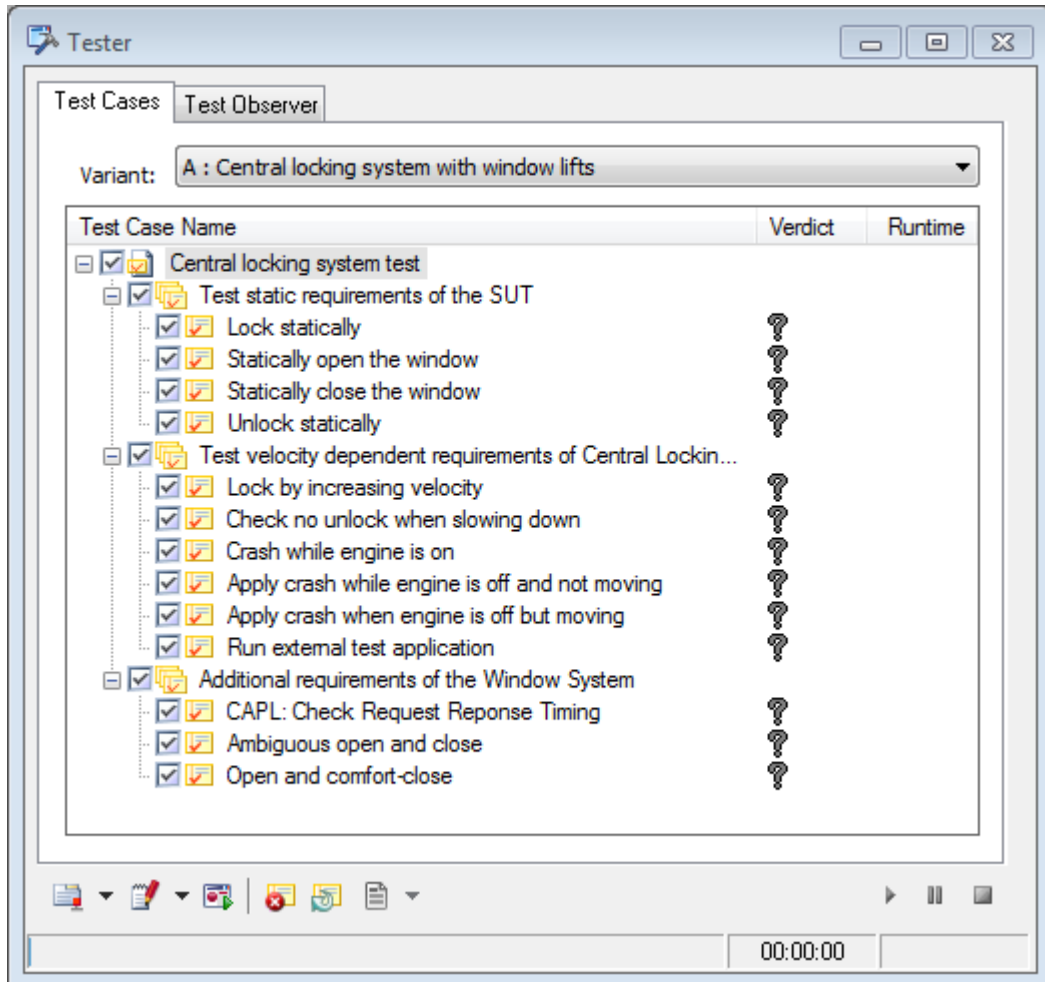 Tester
Test Cases Test Observer
Variant: A : Central locking system with window lifts
Test Case Name Verdict Runtime
Central locking system test
Test static requirements of the SUT
Lock statically
Statically open the window
Statically close the window
Unlock statically
Test velocity dependent requirements of Central Lockin...
Lock by increasing velocity
Check no unlock when slowing down
Crash while engine is on
Apply crash while engine is off and not moving
Apply crash when engine is off but moving
Run external test application
Additional requirements of the Window System
CAPL: Check Request Reponse Timing
Ambiguous open and close
Open and comfort-close
00:00:00